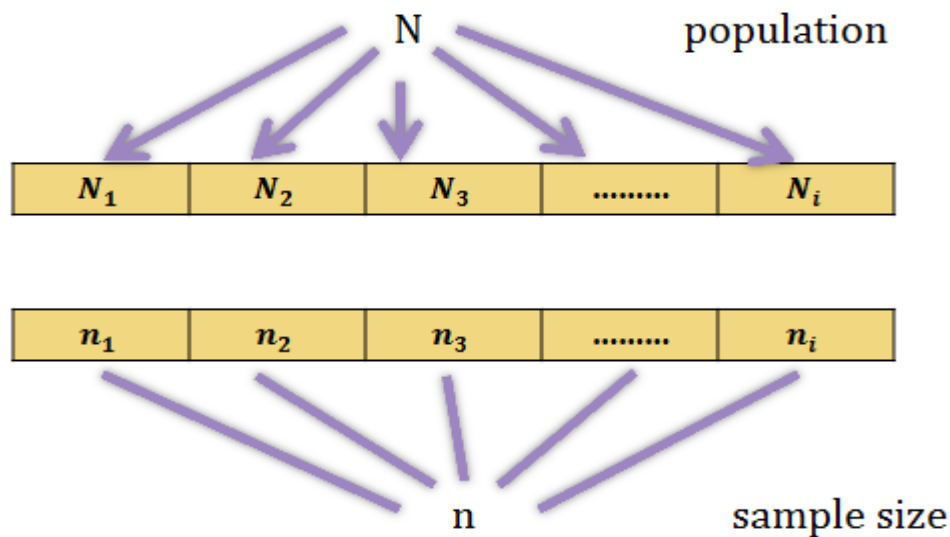 N population
N₁ N₂ N₃ ......... Nᵢ
n₁ n₂ n₃ ......... nᵢ
n sample size